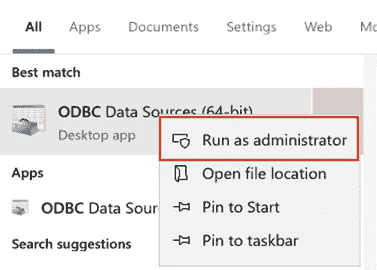 All Apps Documents Settings Web Mo
Best match
ODBC Data Sources (64-bit)
Desktop app
Run as administrator
Open file location
Apps
ODBC Data Sour
Pin to Start
Search suggestions
Pin to taskbar